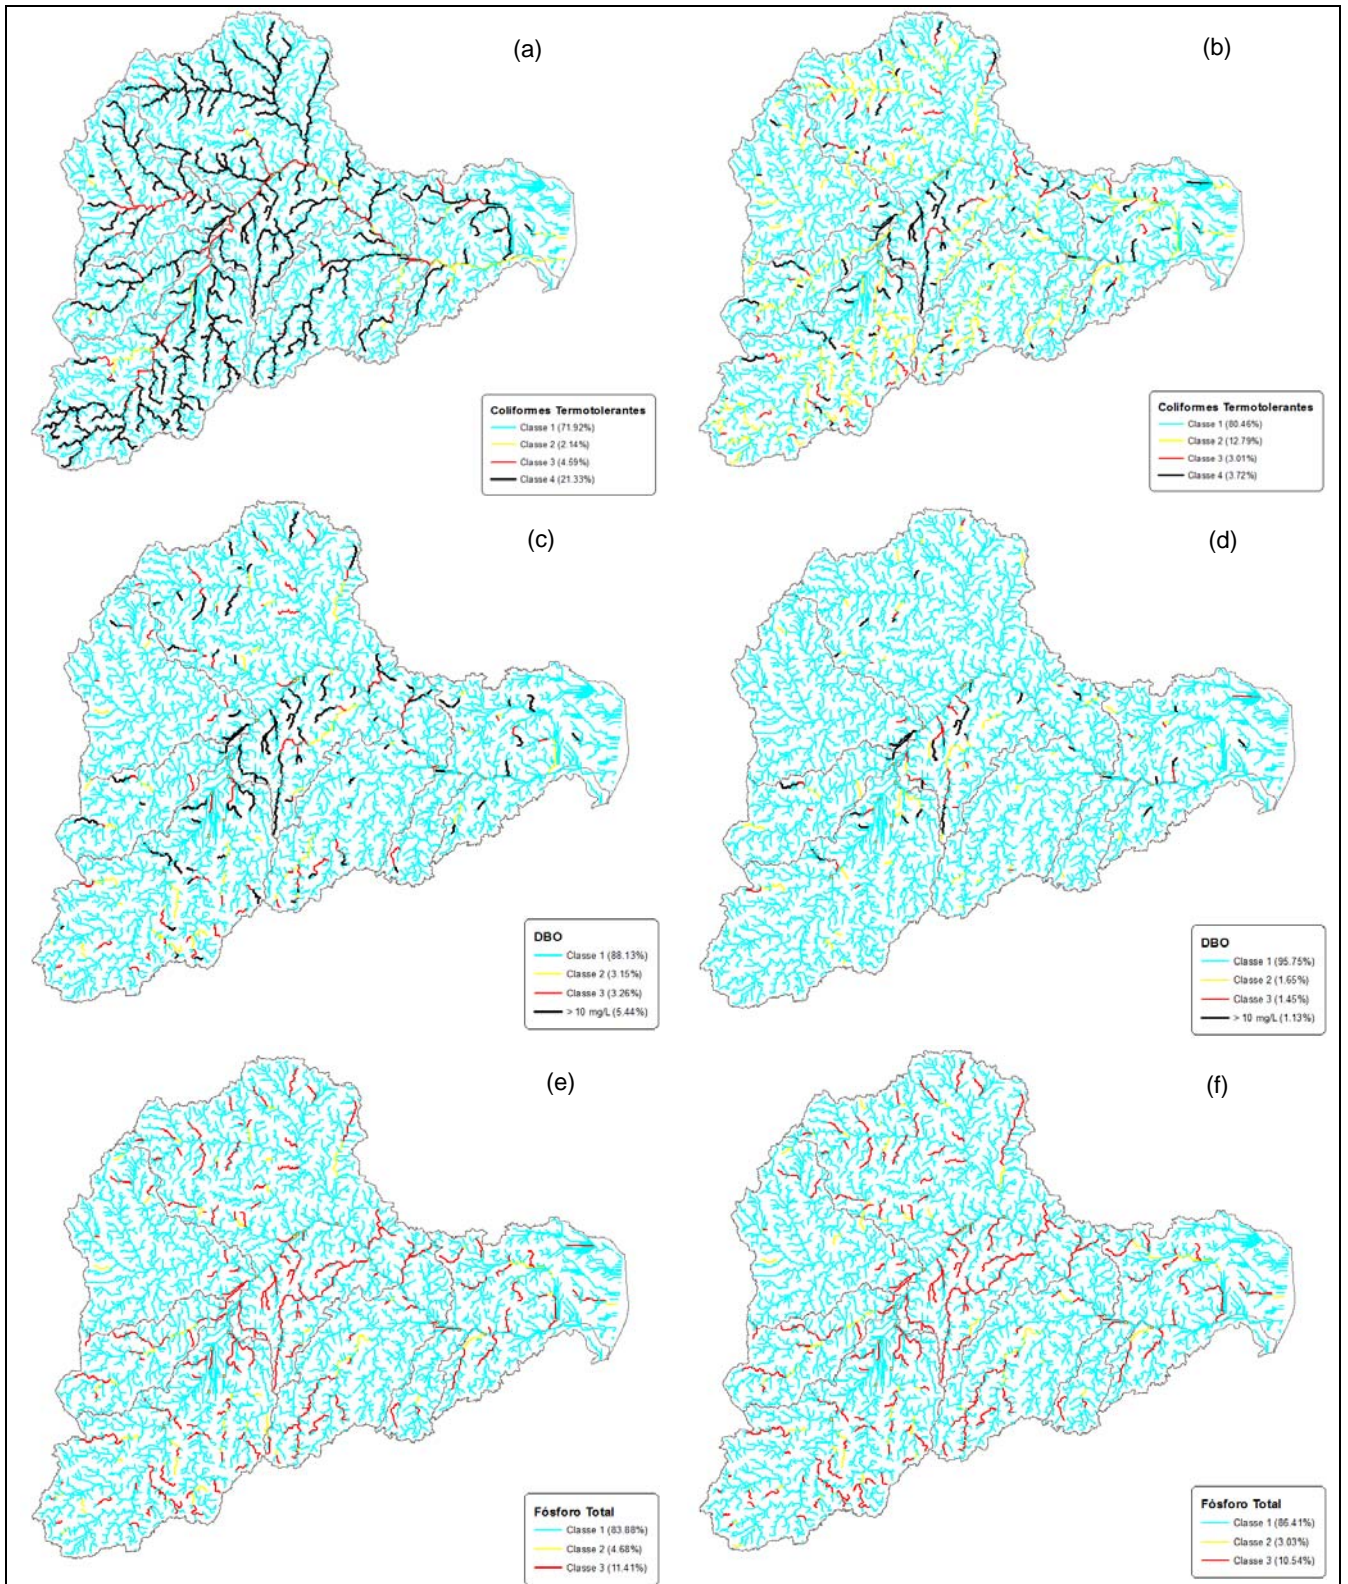 (a)
(b)
Coliformes Termotolerantes
Classe 1 (71.92%)
Classe 2 (2.14%)
Classe 3 (4.59%)
Classe 4 (21.33%)
Coliformes Termotolerantes
Classe 1 (80.46%)
Classe 2 (12.79%)
Classe 3 (3.01%)
Classe 4 (3.72%)
(c)
(d)
DBO
Classe 1 (88.13%)
Classe 2 (3.15%)
Classe 3 (3.26%)
> 10 mg/L (5.44%)
DBO
Classe 1 (95.75%)
Classe 2 (1.65%)
Classe 3 (1.45%)
> 10 mg/L (1.13%)
(e)
(f)
Fósforo Total
Classe 1 (83.88%)
Classe 2 (4.68%)
Classe 3 (11.41%)
Fósforo Total
Classe 1 (86.41%)
Classe 2 (3.03%)
Classe 3 (10.54%)